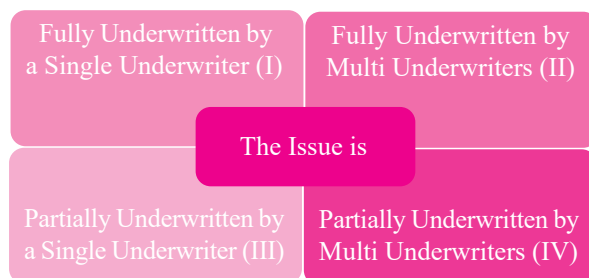 Fully Underwritten by
a Single Underwriter (I)
Fully Underwritten by
Multi Underwriters (II)
The Issue is
Partially Underwritten by
a Single Underwriter (III)
Partially Underwritten by
Multi Underwriters (IV)